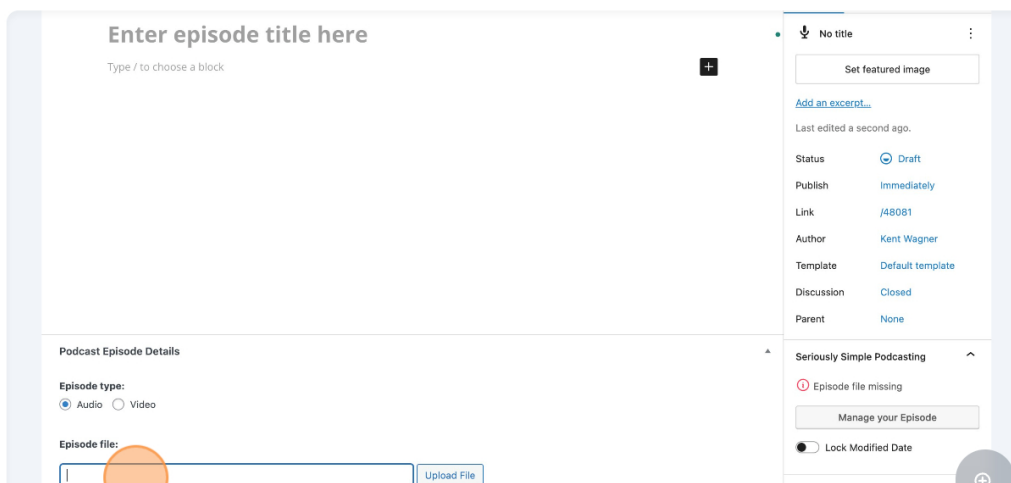 Enter episode title here
Type / to choose a block
No title
Set featured image
Add an excerpt...
Last edited a second ago.
Status Draft
Publish Immediately
Link /48081
Author Kent Wagner
Template Default template
Discussion Closed
Parent None
Podcast Episode Details
Episode type:
Audio Video
Episode file:
Upload File
Seriously Simple Podcasting
Episode file missing
Manage your Episode
Lock Modified Date